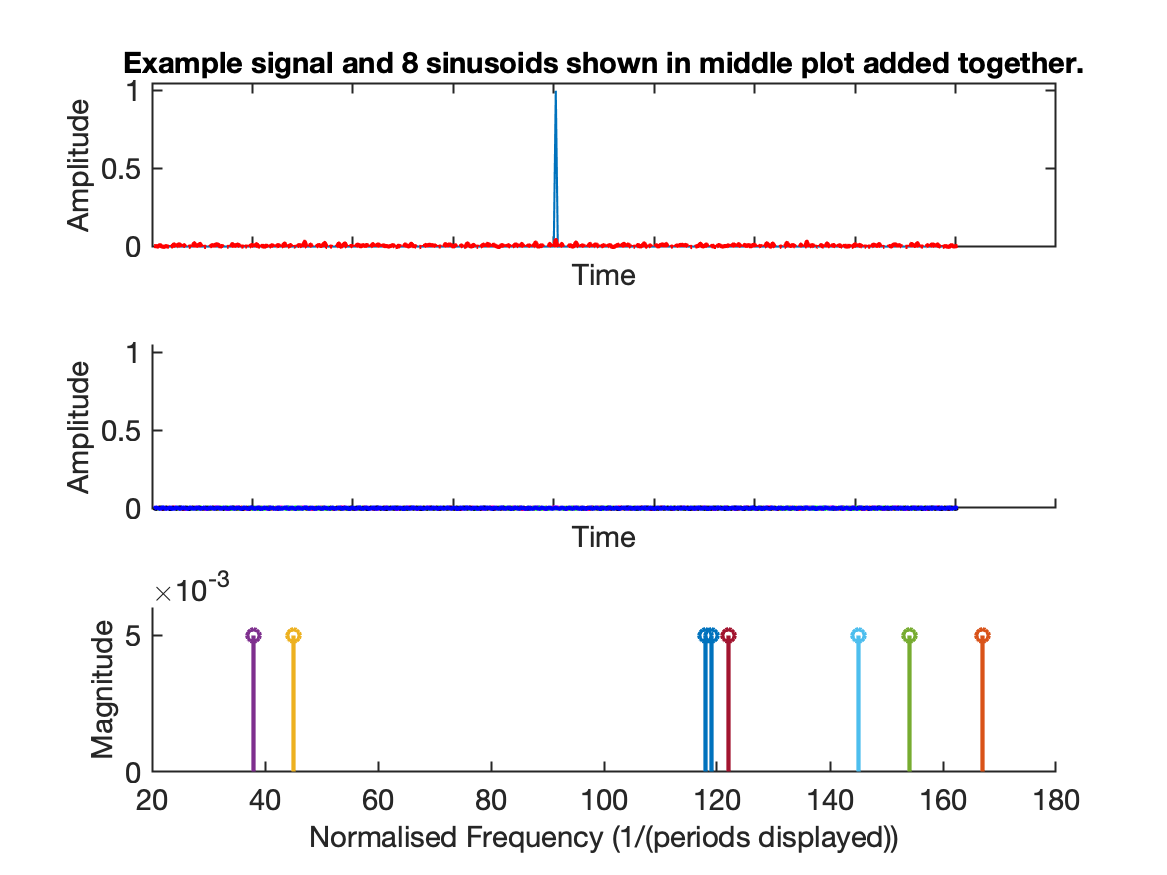 Example signal and 8 sinusoids shown in middle plot added together.
1
0.5
0
Amplitude
Time
1
0.5
0
Amplitude
Time
×10-3
5
0
Magnitude
20 40 60 80 100 120 140 160 180
Normalised Frequency (1/(periods displayed))